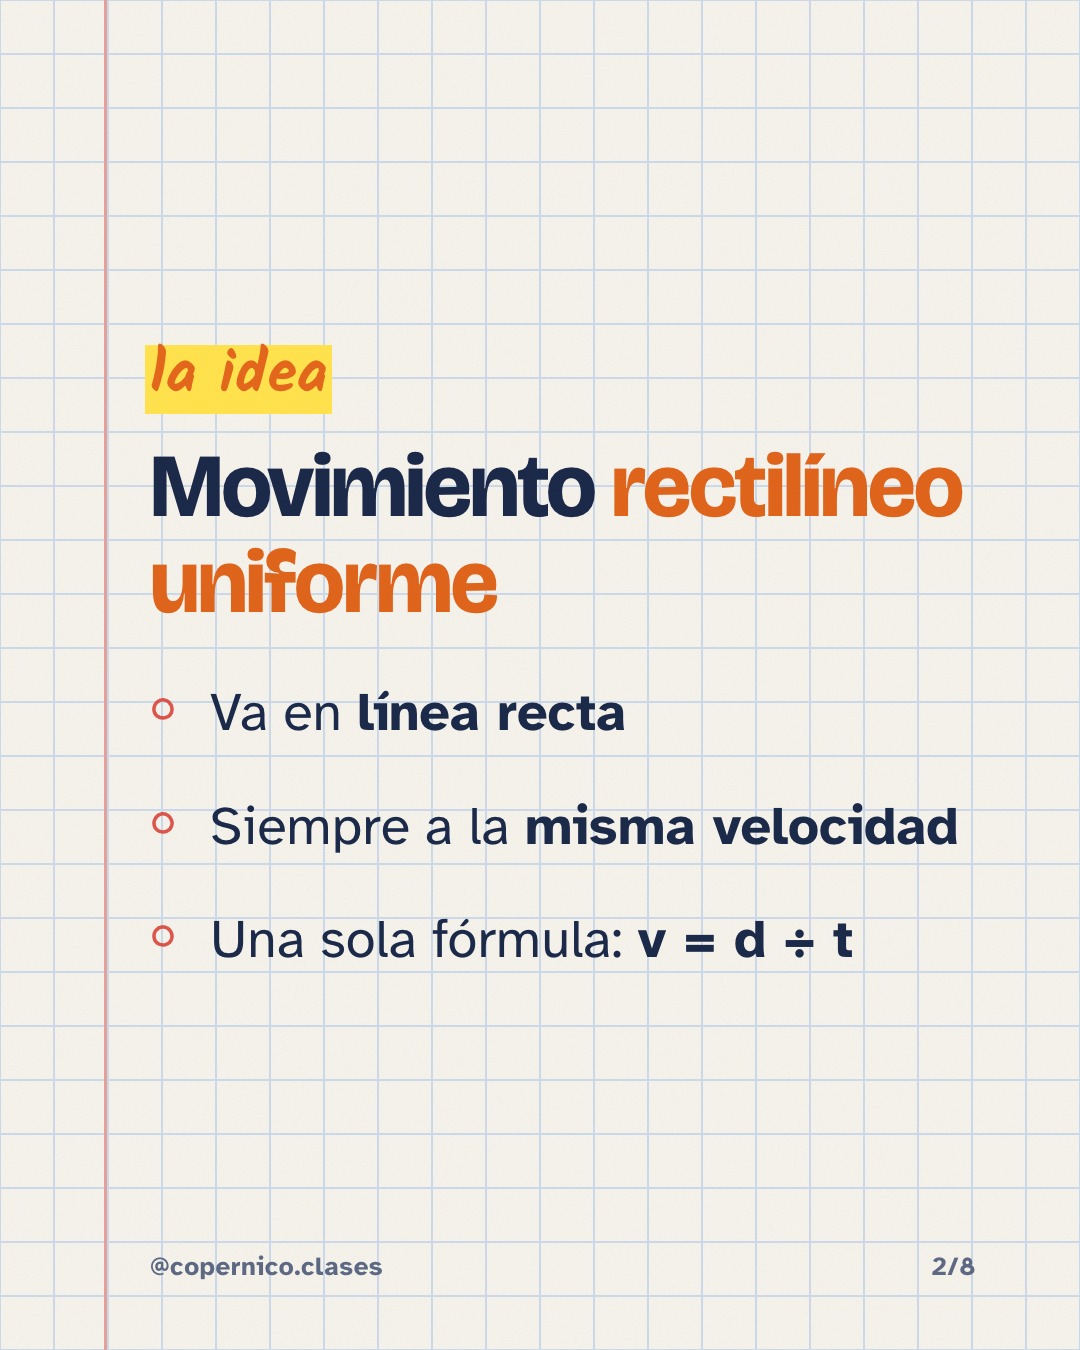 la idea
Movimiento rectilíneo
uniforme
Va en línea recta
Siempre a la misma velocidad
Una sola fórmula: v = d ÷ t
@copernico.clases
2/8